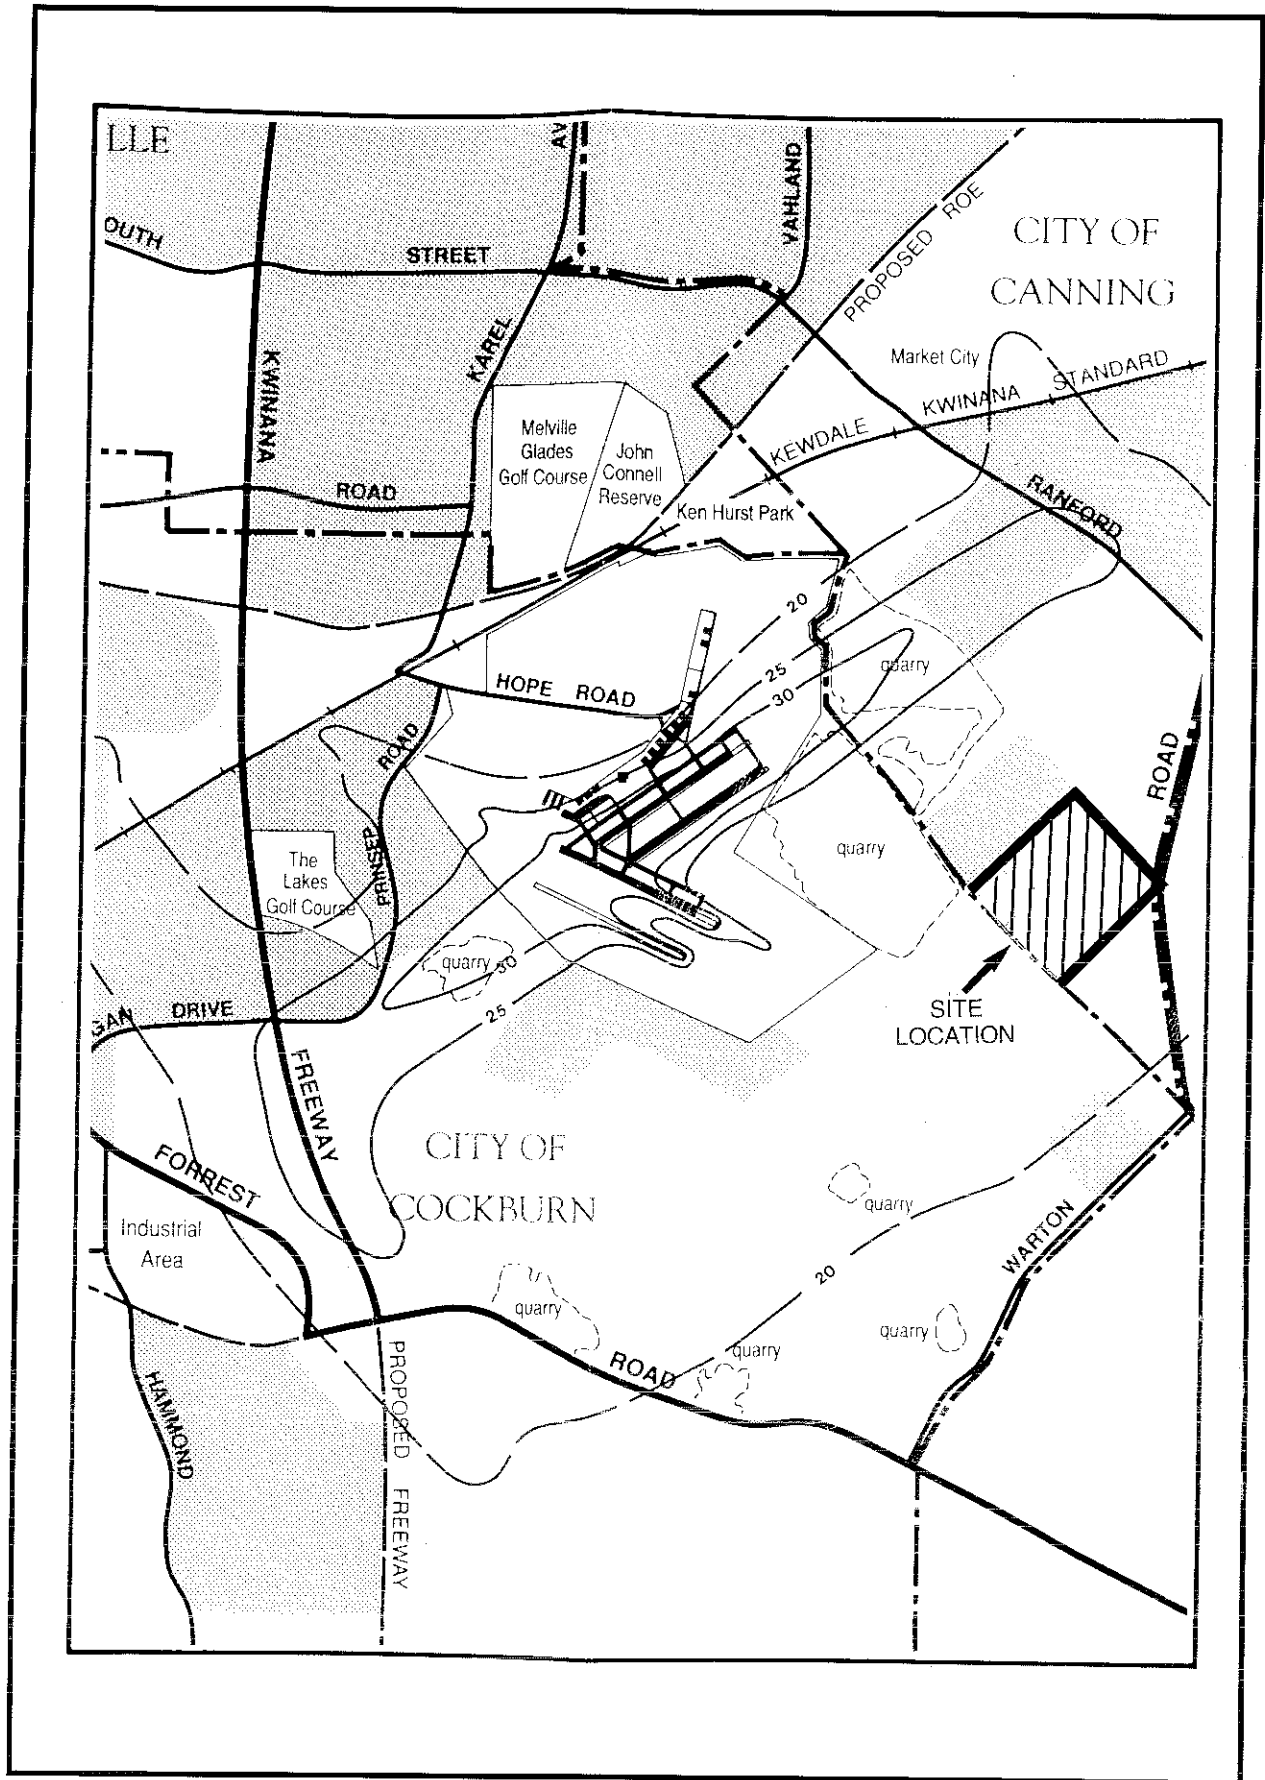 LLE
AV
VAHLAND
PROPOSED ROE
CITY OF
CANNING
OUTH
STREET
KAREL
KWINANA
Market City
KEWDALE KWINANA STANDARD
Melville
Glades
Golf Course
John
Connell
Reserve
ROAD
Ken Hurst Park
RANFORD
20
25
30
quarry
HOPE ROAD
ROAD
ROAD
PRINSEP
quarry
The
Lakes
Golf Course
quarry
30
25
SITE
LOCATION
GAN DRIVE
FREEWAY
CITY OF
COCKBURN
FORREST
Industrial
Area
quarry
WARTON
20
quarry
quarry
quarry
ROAD
HAMMOND
PROPOSED FREEWAY